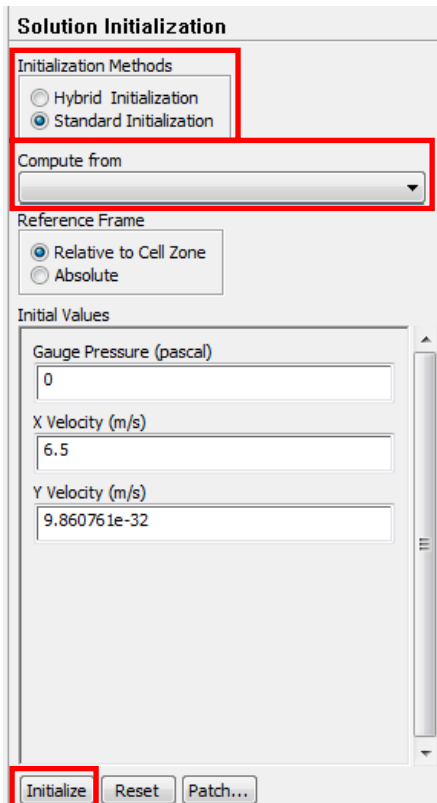 Solution Initialization
Initialization Methods
Hybrid Initialization
Standard Initialization
Compute from
Reference Frame
Relative to Cell Zone
Absolute
Initial Values
Gauge Pressure (pascal)
0
X Velocity (m/s)
6.5
Y Velocity (m/s)
9.860761e-32
Initialize Reset Patch...